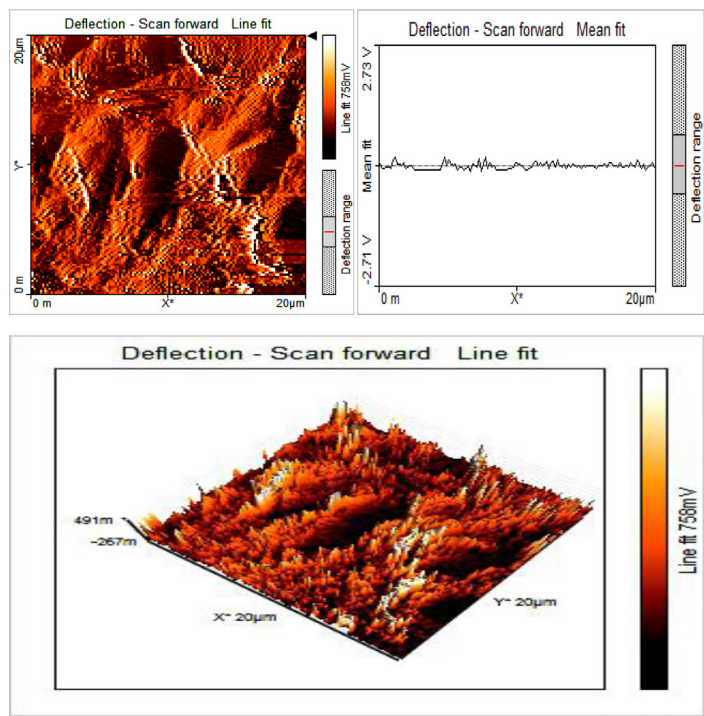 Deflection - Scan forward Line fit
20µm
Y*
0 m
0 m
X*
20µm
Line fit 758mV
Deflection range
Deflection - Scan forward Mean fit
2.73 V
Mean fit
-2.71 V
0 m
X*
20µm
Deflection range
Deflection - Scan forward Line fit
491m
-267m
X* 20µm
Y* 20µm
Line fit 758mV